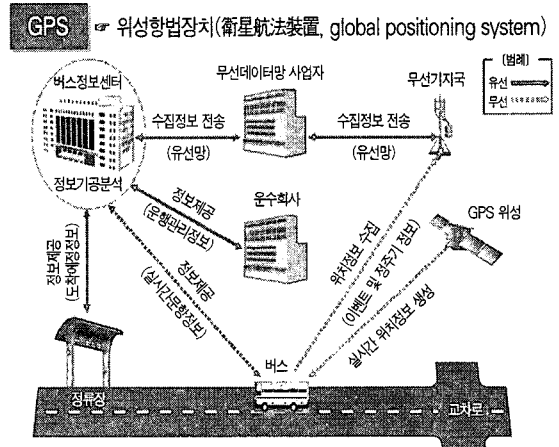 GPS ☞ 위성항법장치(衛星航法裝置, global positioning system)
[범례]
유선
무선
버스정보센터
무선데이터망 사업자
무선기지국
수집정보 전송
(유선망)
수집정보 전송
(유선망)
정보가공분석
정보제공
(운행관리정보)
운수회사
GPS 위성
정보제공
(도착예정정보)
정보제공
(실시간운행정보)
위치정보 수집
(이벤트 및 정주기 정보)
실시간 위치정보 생성
버스
정류장
교차로